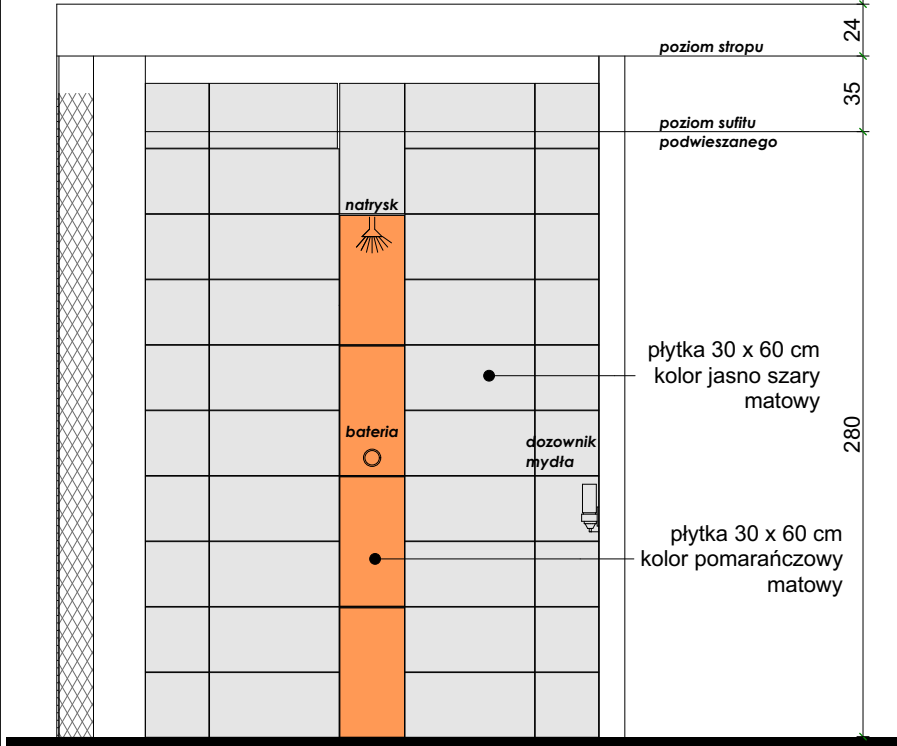 24
poziom stropu
35
poziom sufitu
podwieszanego
natrysk
płytka 30 x 60 cm
kolor jasno szary
matowy
280
bateria
dozownik
mydła
płytka 30 x 60 cm
kolor pomarańczowy
matowy